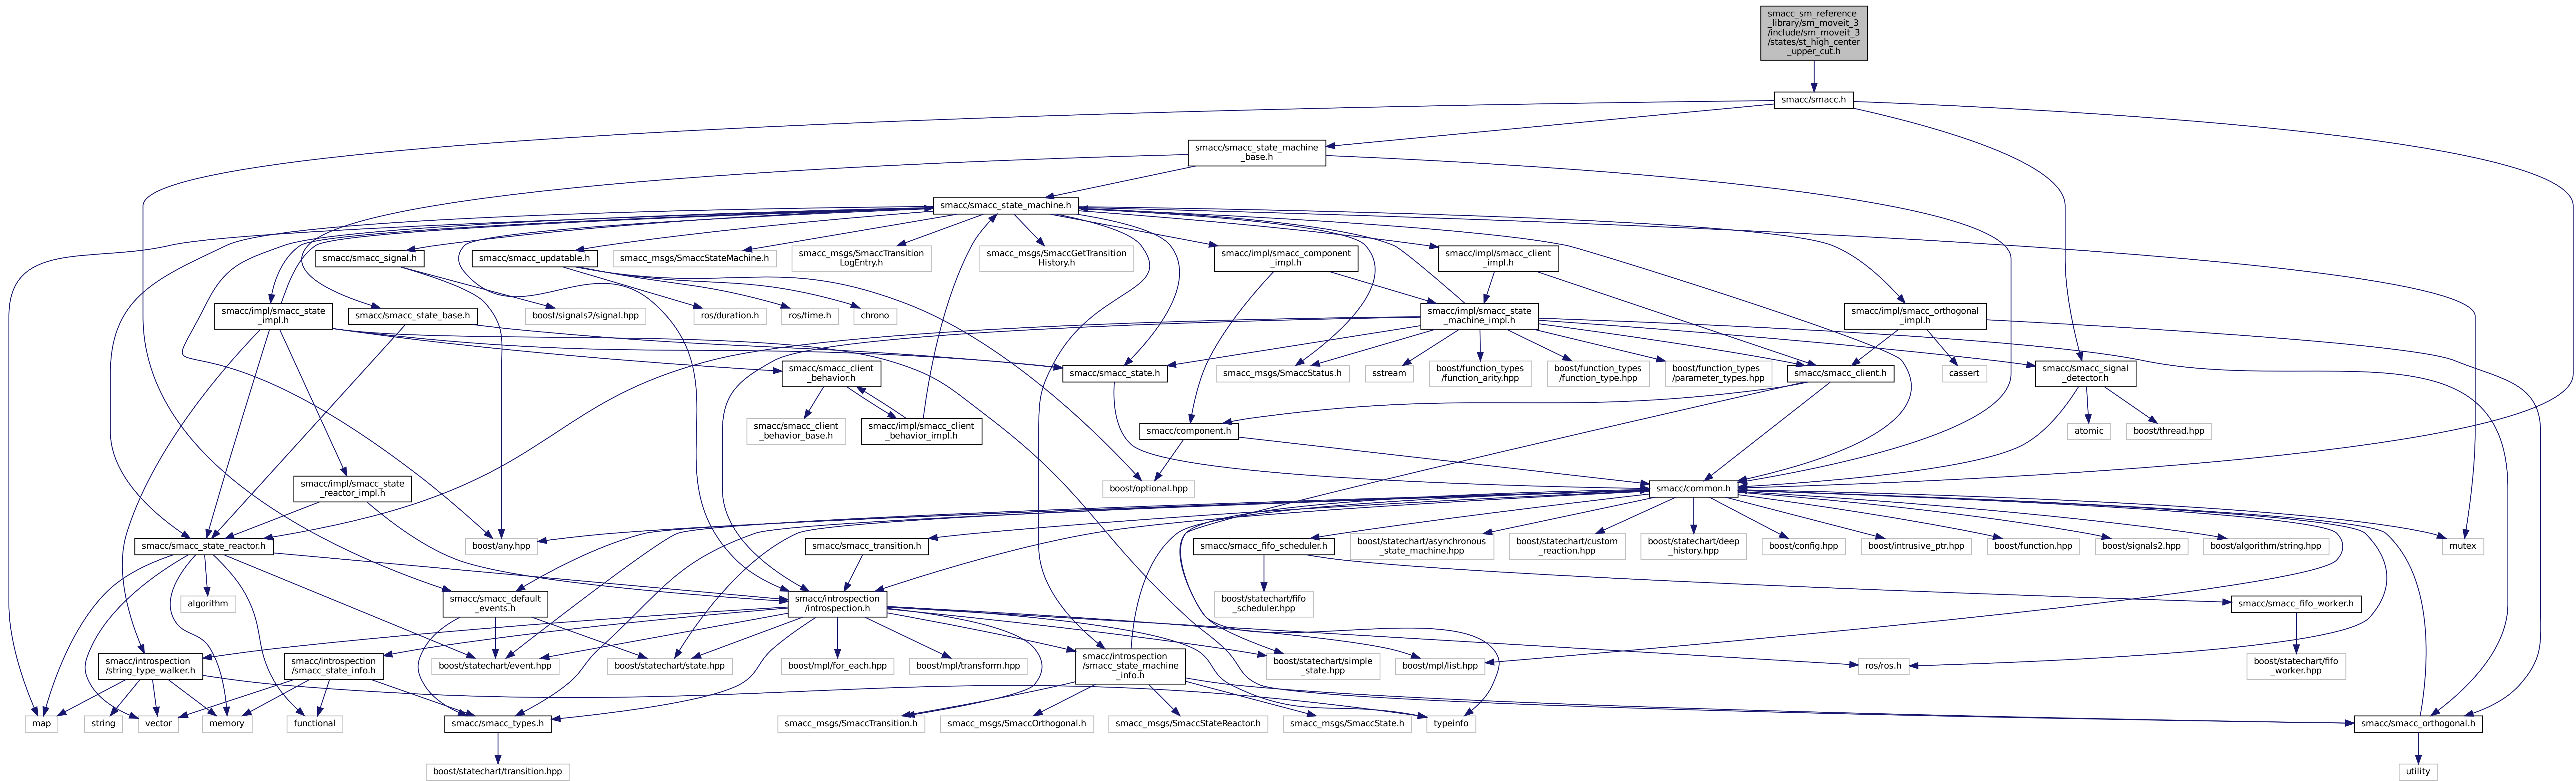 smacc_sm_reference
_library/sm_moveit_3
/include/sm_moveit_3
/states/st_high_center
_upper_cut.h
smacc/smacc.h
smacc/smacc_state_machine
_base.h
smacc/smacc_state_machine.h
smacc/smacc_signal.h
smacc/smacc_updatable.h
smacc_msgs/SmaccStateMachine.h
smacc_msgs/SmaccTransition
LogEntry.h
smacc_msgs/SmaccGetTransition
History.h
smacc/impl/smacc_component
_impl.h
smacc/impl/smacc_client
_impl.h
smacc/impl/smacc_state
_impl.h
smacc/smacc_state_base.h
boost/signals2/signal.hpp
ros/duration.h
ros/time.h
chrono
smacc/impl/smacc_state
_machine_impl.h
smacc/impl/smacc_orthogonal
_impl.h
smacc/smacc_client
_behavior.h
smacc/smacc_state.h
smacc_msgs/SmaccStatus.h
sstream
boost/function_types
/function_arity.hpp
boost/function_types
/function_type.hpp
boost/function_types
/parameter_types.hpp
smacc/smacc_client.h
cassert
smacc/smacc_signal
_detector.h
smacc/smacc_client
_behavior_base.h
smacc/impl/smacc_client
_behavior_impl.h
smacc/component.h
atomic
boost/thread.hpp
smacc/impl/smacc_state
_reactor_impl.h
boost/optional.hpp
smacc/common.h
smacc/smacc_state_reactor.h
boost/any.hpp
smacc/smacc_transition.h
smacc/smacc_fifo_scheduler.h
boost/statechart/asynchronous
_state_machine.hpp
boost/statechart/custom
_reaction.hpp
boost/statechart/deep
_history.hpp
boost/config.hpp
boost/intrusive_ptr.hpp
boost/function.hpp
boost/signals2.hpp
boost/algorithm/string.hpp
mutex
algorithm
smacc/smacc_default
_events.h
smacc/introspection
/introspection.h
boost/statechart/fifo
_scheduler.hpp
smacc/smacc_fifo_worker.h
smacc/introspection
/string_type_walker.h
smacc/introspection
/smacc_state_info.h
boost/statechart/event.hpp
boost/statechart/state.hpp
boost/mpl/for_each.hpp
boost/mpl/transform.hpp
smacc/introspection
/smacc_state_machine
_info.h
boost/statechart/simple
_state.hpp
boost/mpl/list.hpp
ros/ros.h
boost/statechart/fifo
_worker.hpp
map
string
vector
memory
functional
smacc/smacc_types.h
smacc_msgs/SmaccTransition.h
smacc_msgs/SmaccOrthogonal.h
smacc_msgs/SmaccStateReactor.h
smacc_msgs/SmaccState.h
typeinfo
smacc/smacc_orthogonal.h
boost/statechart/transition.hpp
utility